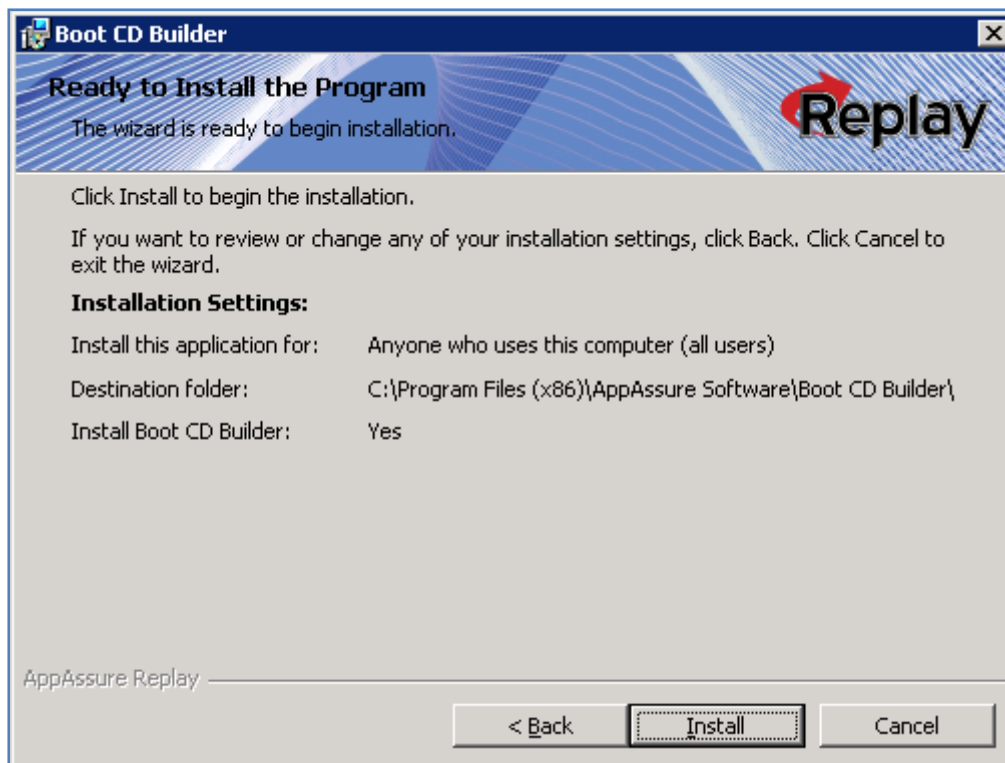 Boot CD Builder
Ready to Install the Program
The wizard is ready to begin installation.
Replay
Click Install to begin the installation.
If you want to review or change any of your installation settings, click Back. Click Cancel to
exit the wizard.
Installation Settings:
Install this application for: Anyone who uses this computer (all users)
Destination folder: C:\Program Files (x86)\AppAssure Software\Boot CD Builder\
Install Boot CD Builder: Yes
AppAssure Replay
< Back Install Cancel